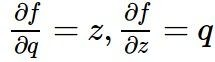 ∂f/∂q = z, ∂f/∂z = q